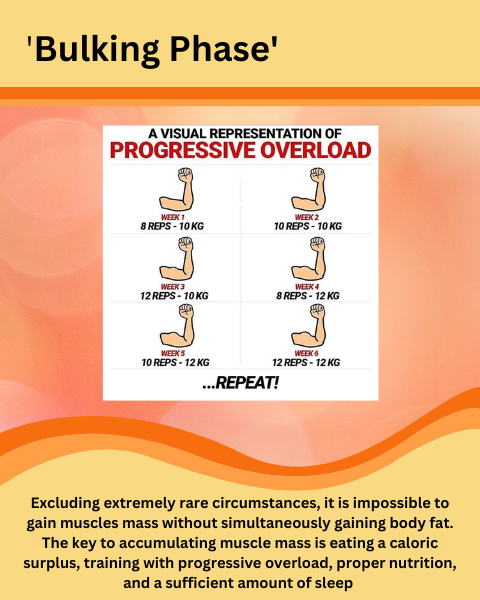 'Bulking Phase'
A VISUAL REPRESENTATION OF
PROGRESSIVE OVERLOAD
WEEK 1
8 REPS - 10 KG
WEEK 2
10 REPS - 10 KG
WEEK 3
12 REPS - 10 KG
WEEK 4
8 REPS - 12 KG
WEEK 5
10 REPS - 12 KG
WEEK 6
12 REPS - 12 KG
...REPEAT!
Excluding extremely rare circumstances, it is impossible to
gain muscles mass without simultaneously gaining body fat.
The key to accumulating muscle mass is eating a caloric
surplus, training with progressive overload, proper nutrition,
and a sufficient amount of sleep